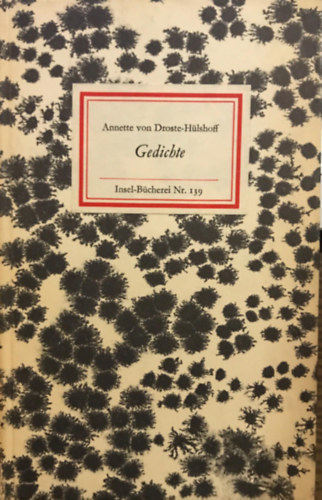 Annette von Droste-Hülshoff
Gedichte
Insel-Bücherei Nr. 139